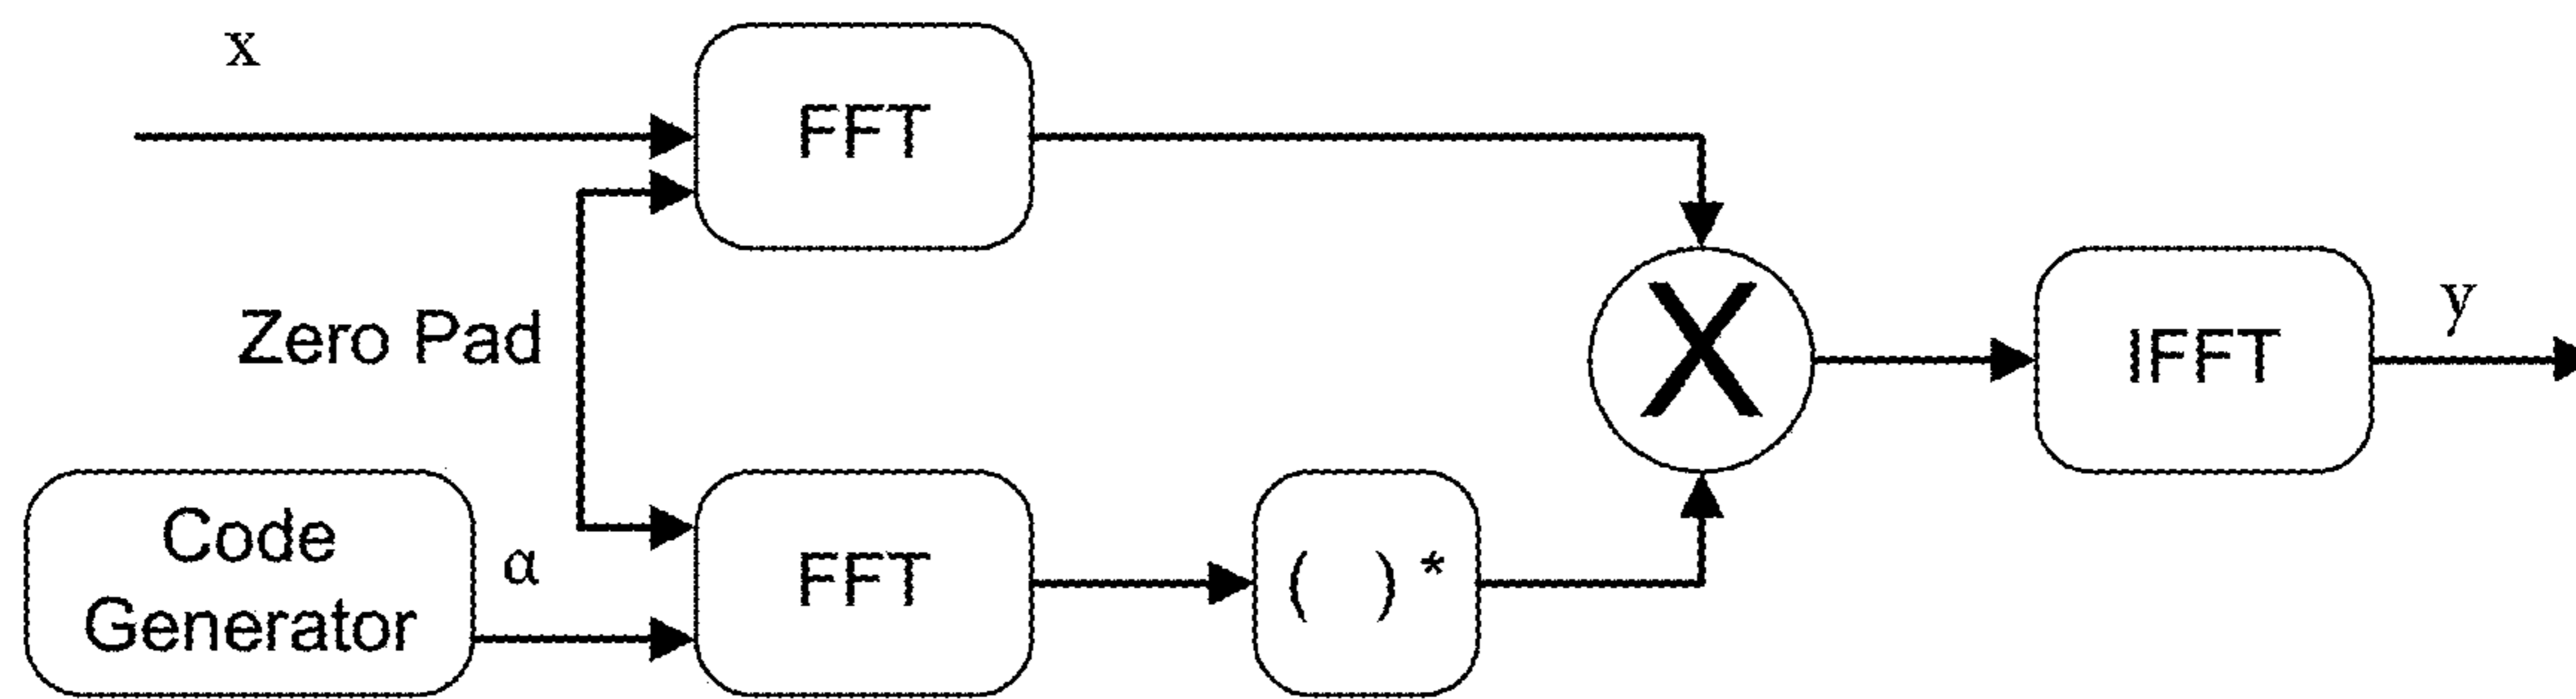 x
FFT
Zero Pad
X
IFFT
y
Code
Generator
α
FFT
( ) *